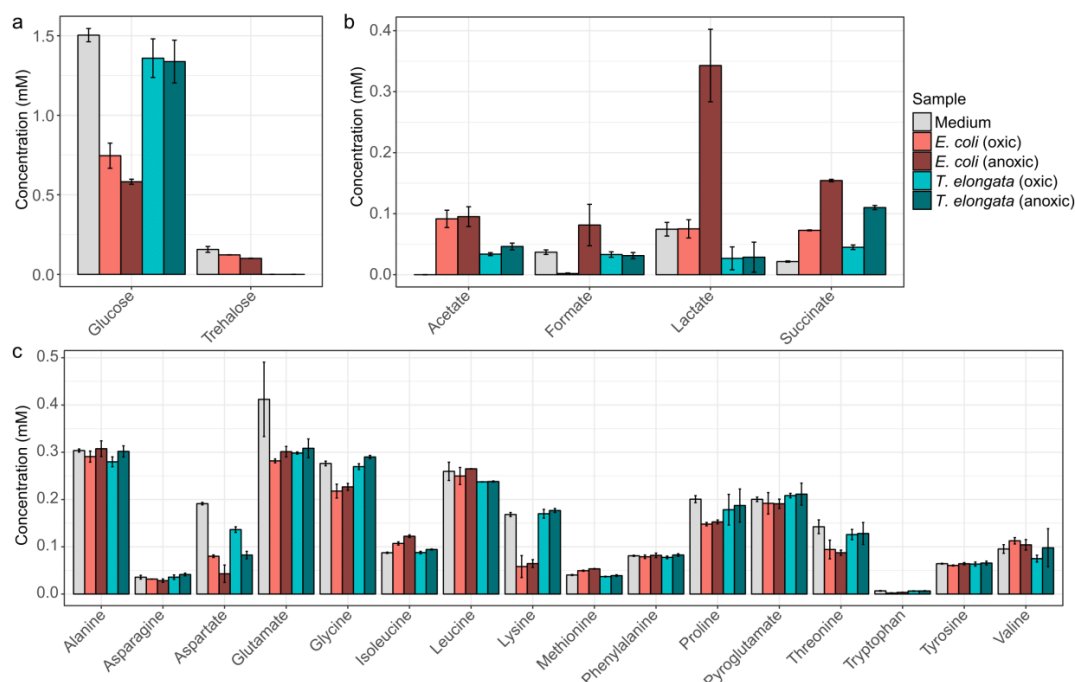 a
Concentration (mM)
1.5
1.0
0.5
0.0
Glucose
Trehalose
b
Concentration (mM)
0.4
0.3
0.2
0.1
0.0
Acetate
Formate
Lactate
Succinate
Sample
Medium
E. coli (oxic)
E. coli (anoxic)
T. elongata (oxic)
T. elongata (anoxic)
c
Concentration (mM)
0.5
0.4
0.3
0.2
0.1
0.0
Alanine
Asparagine
Aspartate
Glutamate
Glycine
Isoleucine
Leucine
Lysine
Methionine
Phenylalanine
Proline
Pyroglutamate
Threonine
Tryptophan
Tyrosine
Valine